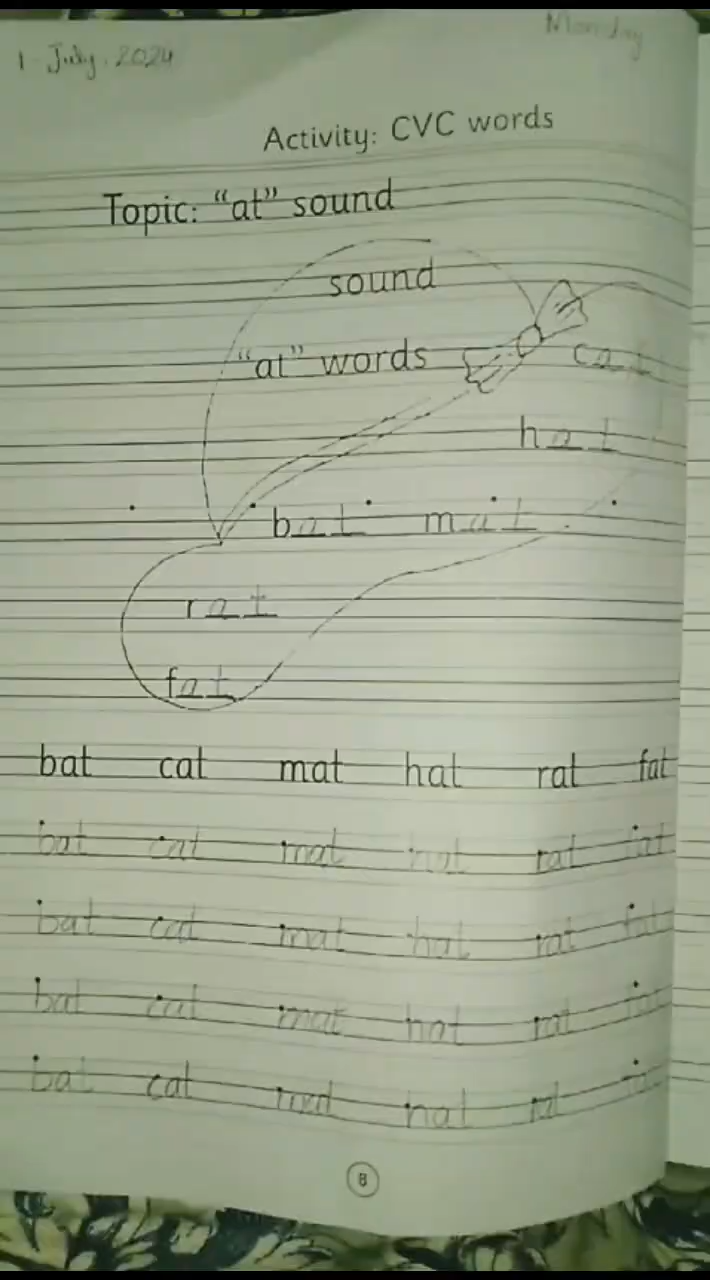 Monday
1 July, 2024
Activity: CVC words
Topic: "at" sound
sound
"at" words
cat
hat
bat mat
rat
fat
bat cat mat hat rat fat
bat cat mat hat rat fat
bat cat mat hat rat fat
bat cat mat hat rat fat
bat cat hat
8